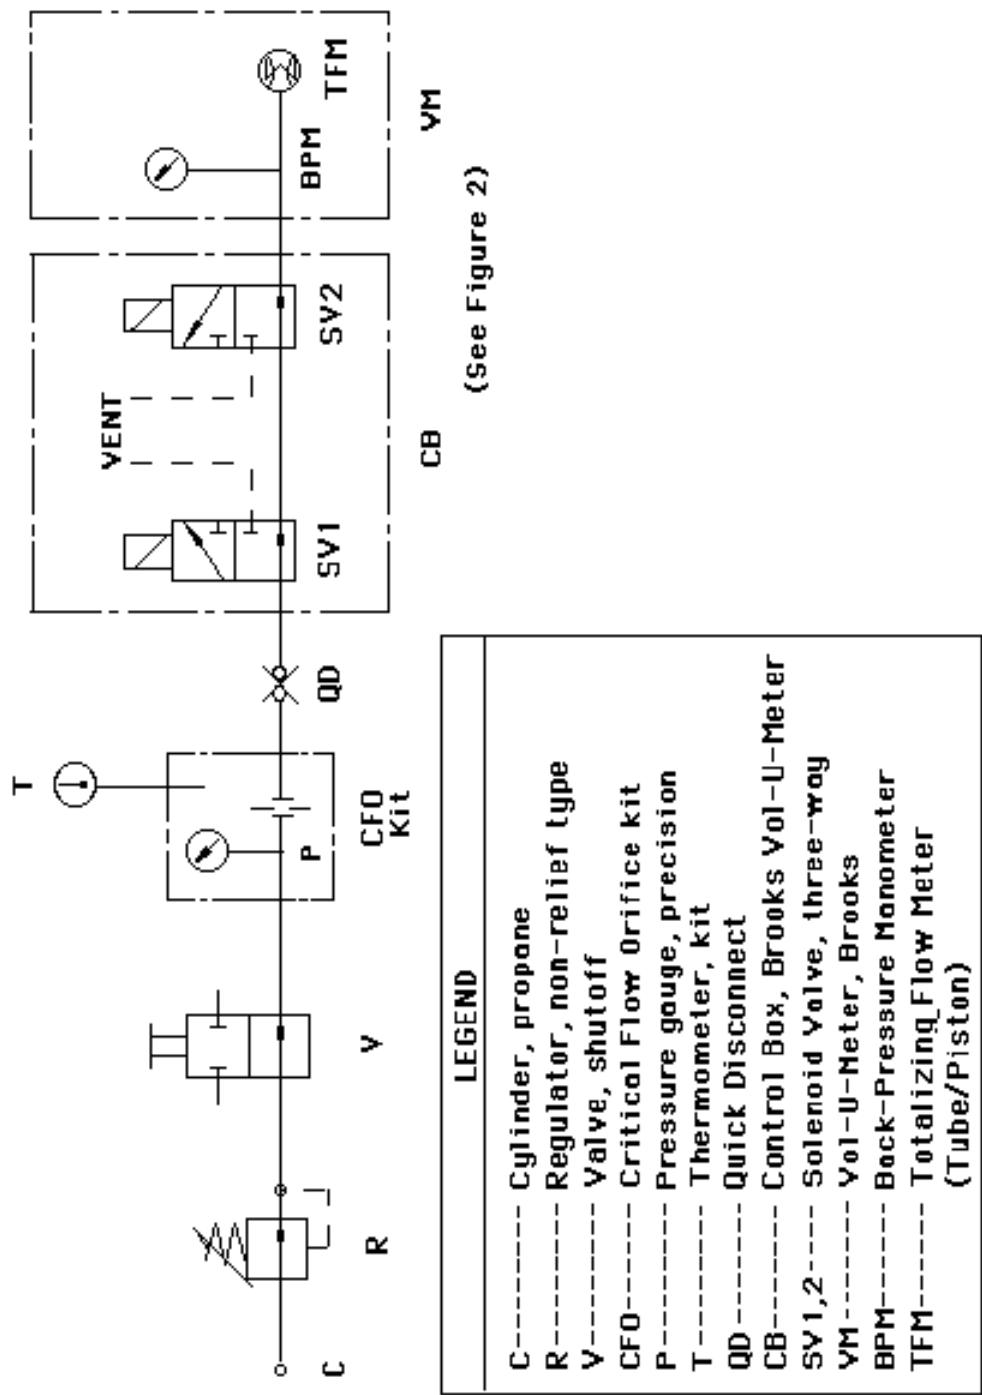 T
VENT
TFM
BPM
P
C
R
V
CFO
Kit
QD
SV1
SV2
CB
VM
(See Figure 2)
LEGEND
C---------- Cylinder, propane
R---------- Regulator, non-relief type
V---------- Valve, shutoff
CFO-------- Critical Flow Orifice kit
P---------- Pressure gauge, precision
T---------- Thermometer, kit
QD--------- Quick Disconnect
CB--------- Control Box, Brooks Vol-U-Meter
SV1,2----- Solenoid Valve, three-way
VM--------- Vol-U-Meter, Brooks
BPM-------- Back-Pressure Manometer
TFM-------- Totalizing Flow Meter
(Tube/Piston)